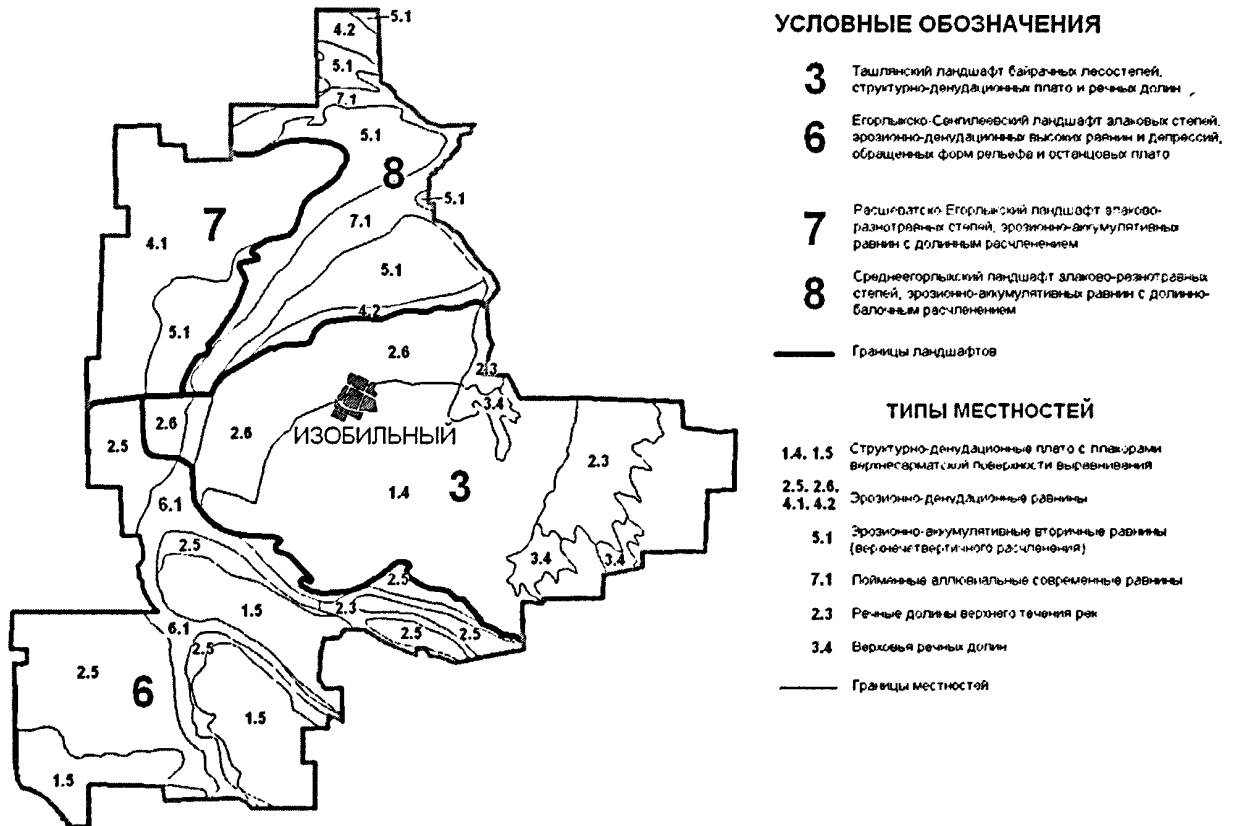 5.1
4.2
5.1
7.1
5.1
8
5.1
7
7.1
4.1
5.1
4.2
5.1
2.6
2.3
3.4
ИЗОБИЛЬНЫЙ
2.6
2.5
2.6
2.3
1.4
3
6.1
2.5
3.4
3.4
2.5
1.5
2.3
6.1
2.5
2.5
2.5
2.5
6
1.5
1.5
УСЛОВНЫЕ ОБОЗНАЧЕНИЯ
3 Ташлянский ландшафт байрачных лесостепей,
структурно-денудационных плато и речных долин
6 Егорлыкско-Сенгилеевский ландшафт злаковых степей,
эрозионно-денудационных высоких равнин и депрессий,
обращенных форм рельефа и останцовых плато
7 Расшеватско-Егорлыкский ландшафт злаково-
разнотравных степей, эрозионно-аккумулятивных
равнин с долинным расчленением
8 Среднеегорлыкский ландшафт злаково-разнотравных
степей, эрозионно-аккумулятивных равнин с долинно-
балочным расчленением
Границы ландшафтов
ТИПЫ МЕСТНОСТЕЙ
1.4, 1.5 Структурно-денудационные плато с плакорами
верхнесарматской поверхности выравнивания
2.5. 2.6.
4.1. 4.2 Эрозионно-денудационные равнины
5.1 Эрозионно-аккумулятивные вторичные равнины
(верхнечетвертичного расчленения)
7.1 Пойменные аллювиальные современные равнины
2.3 Речные долины верхнего течения рек
3.4 Верховья речных долин
Границы местностей